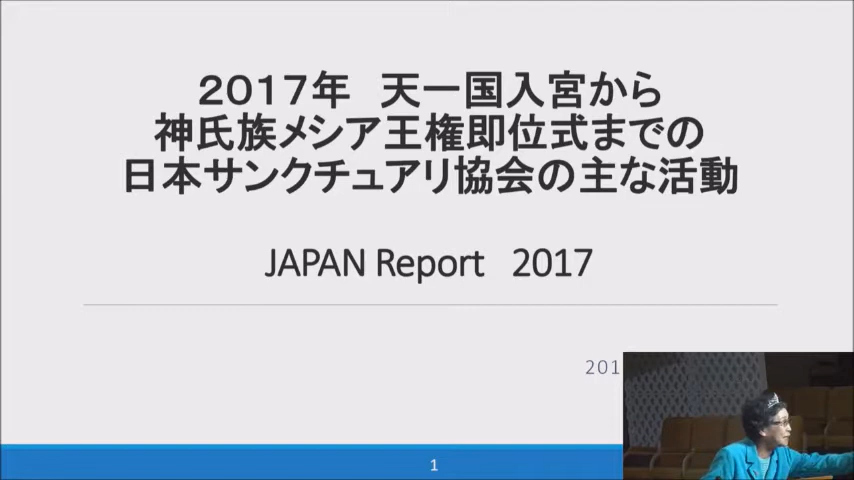 ２０１７年　天一国入宮から
神氏族メシア王権即位式までの
日本サンクチュアリ協会の主な活動
JAPAN Report 2017
1